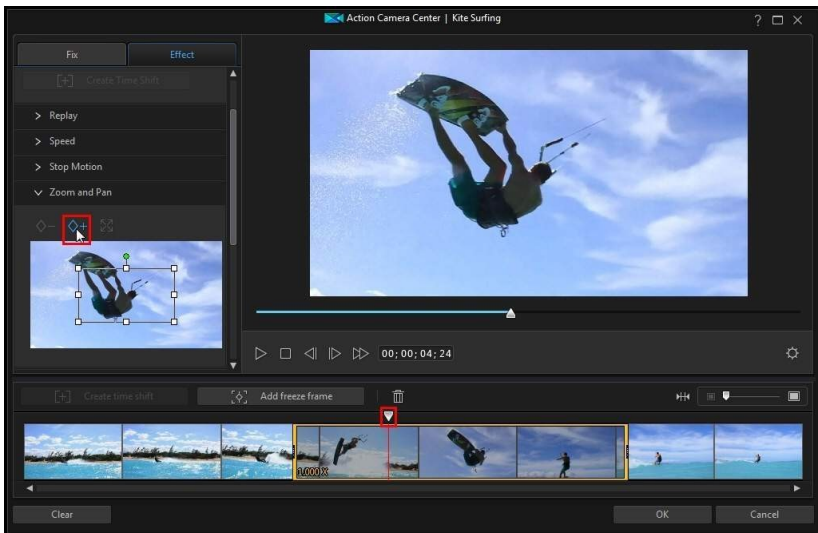 Action Camera Center | Kite Surfing
Fix
Effect
[+] Create Time Shift
> Replay
> Speed
> Stop Motion
Zoom and Pan
00; 00; 04; 24
[+] Create time shift
Add freeze frame
1.000 X
Clear
OK
Cancel